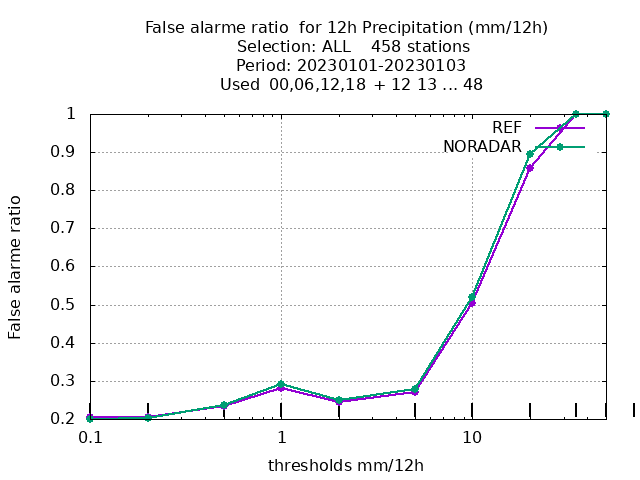 False alarme ratio  for 12h Precipitation (mm/12h)
Selection: ALL    458 stations
Period: 20230101-20230103
Used  00,06,12,18  + 12 13 ... 48
1
REF
NORADAR
0.9
0.8
0.7
0.6
0.5
0.4
0.3
0.2
False alarme ratio
0.1
1
10
thresholds mm/12h